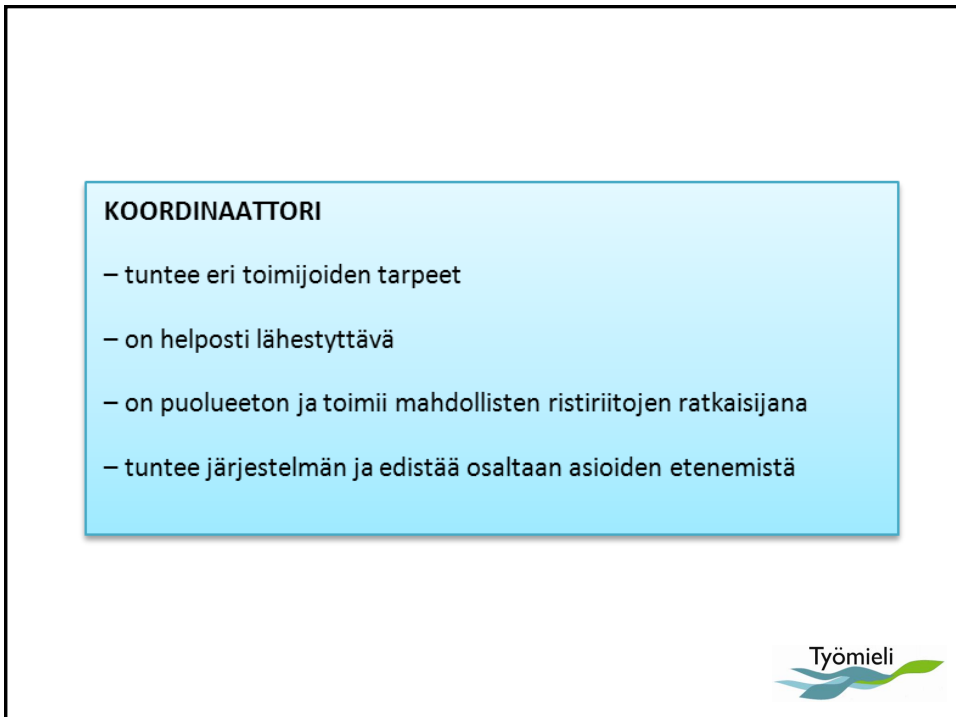 KOORDINAATTORI
– tuntee eri toimijoiden tarpeet
– on helposti lähestyttävä
– on puolueeton ja toimii mahdollisten ristiriitojen ratkaisijana
– tuntee järjestelmän ja edistää osaltaan asioiden etenemistä
Työmieli